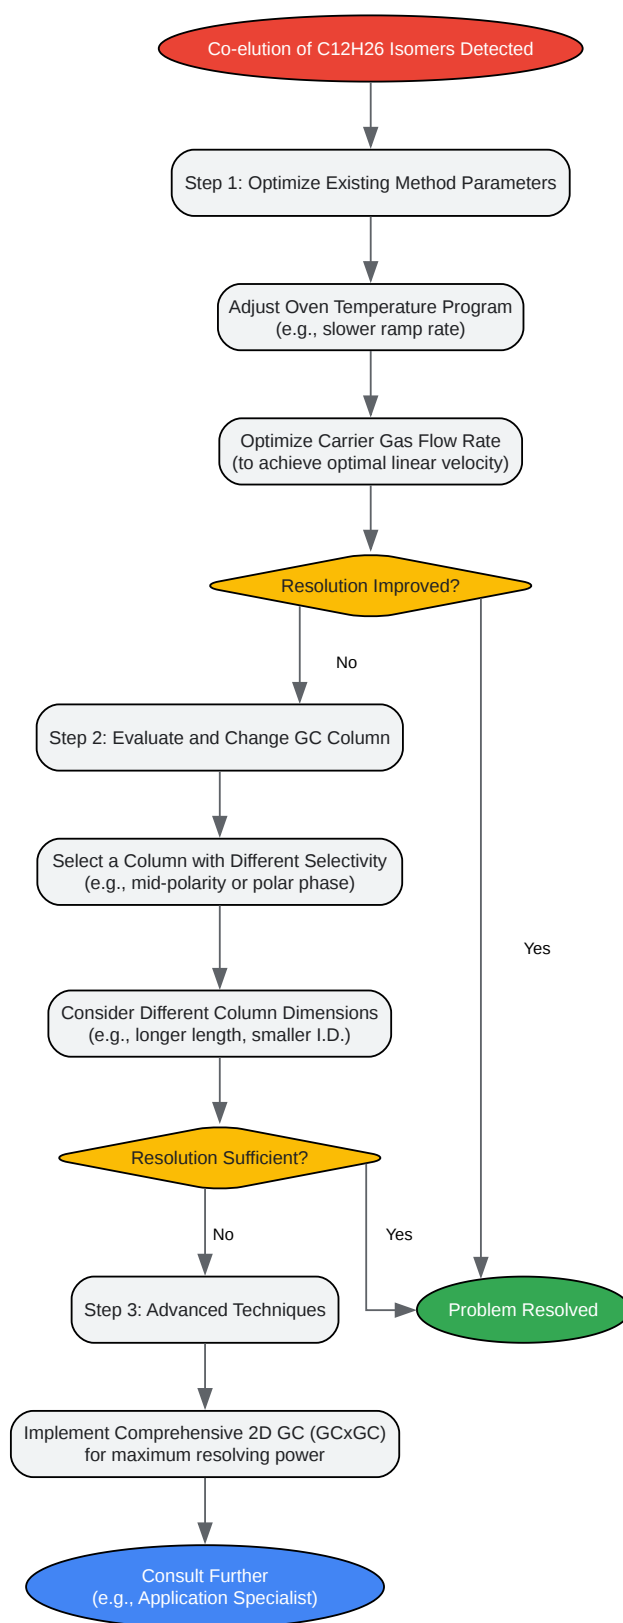 Co-elution of C12H26 Isomers Detected
Step 1: Optimize Existing Method Parameters
Adjust Oven Temperature Program
(e.g., slower ramp rate)
Optimize Carrier Gas Flow Rate
(to achieve optimal linear velocity)
Resolution Improved?
No
Step 2: Evaluate and Change GC Column
Select a Column with Different Selectivity
(e.g., mid-polarity or polar phase)
Yes
Consider Different Column Dimensions
(e.g., longer length, smaller I.D.)
Resolution Sufficient?
No
Yes
Step 3: Advanced Techniques
Problem Resolved
Implement Comprehensive 2D GC (GCxGC)
for maximum resolving power
Consult Further
(e.g., Application Specialist)